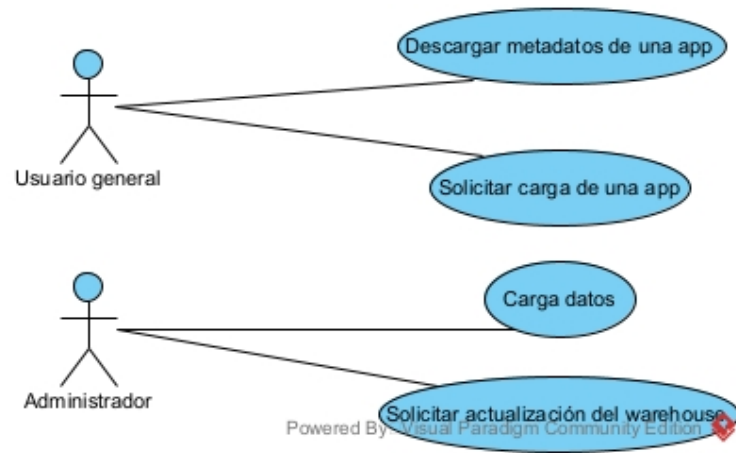 Descargar metadatos de una app
Usuario general
Solicitar carga de una app
Carga datos
Administrador
Solicitar actualización del warehouse
Powered By: Visual Paradigm Community Edition